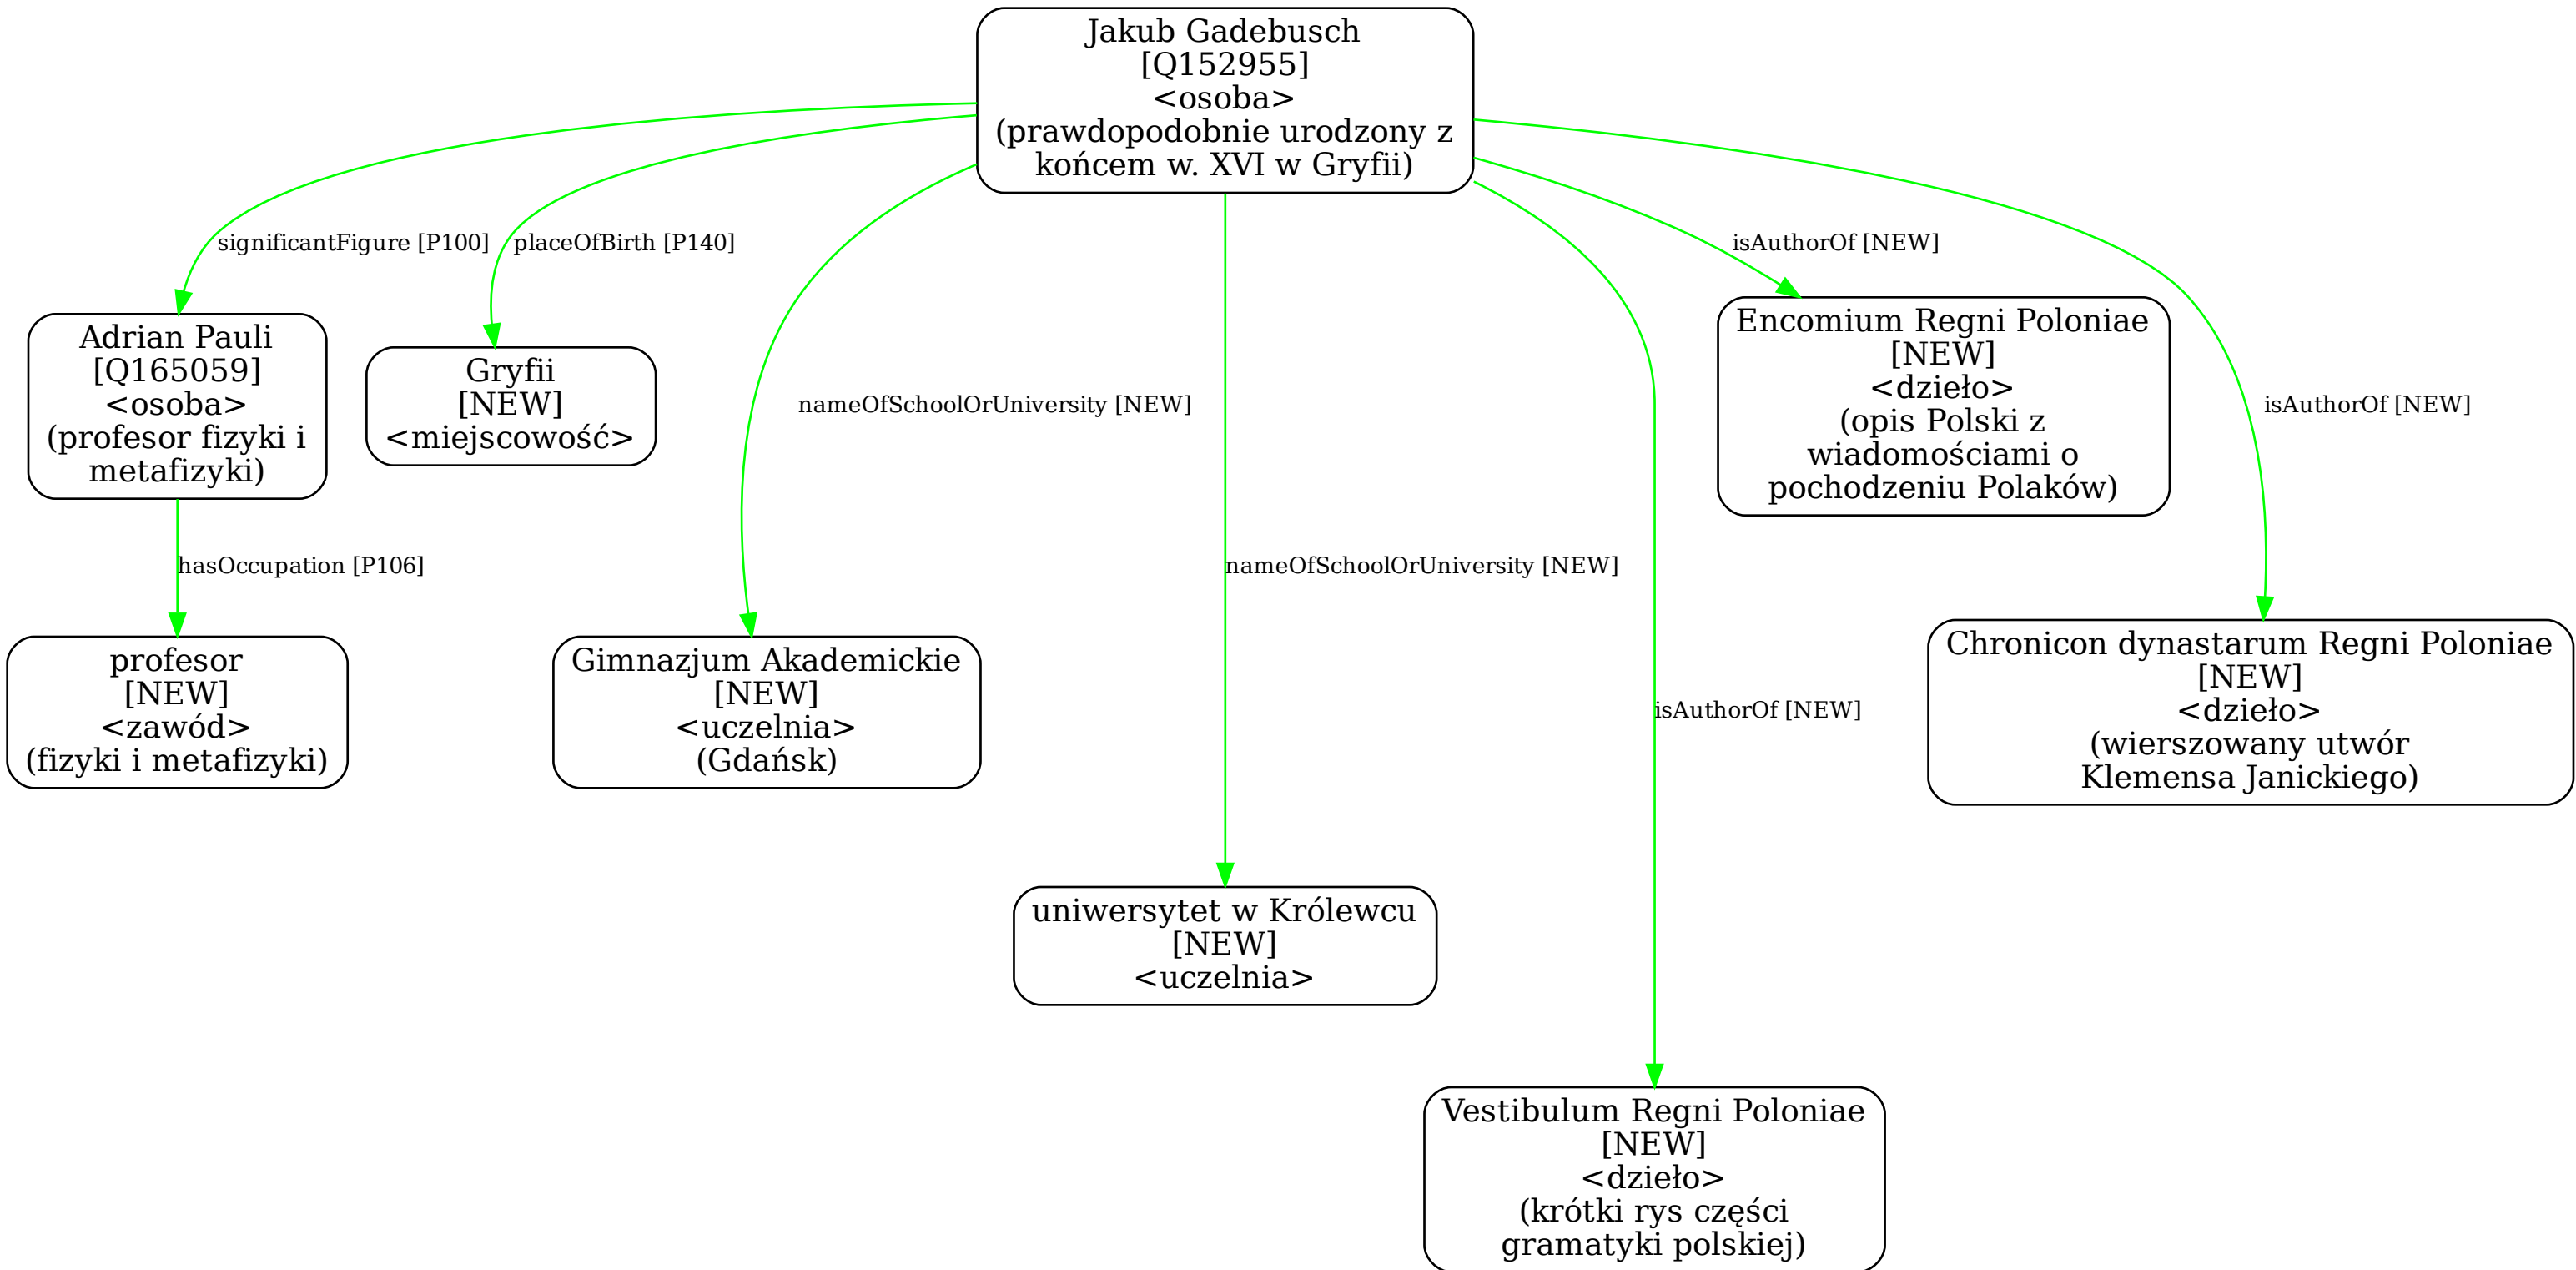 Jakub Gadebusch
[Q152955]
<osoba>
(prawdopodobnie urodzony z
końcem w. XVI w Gryfii)
significantFigure [P100]
placeOfBirth [P140]
isAuthorOf [NEW]
Adrian Pauli
[Q165059]
<osoba>
(profesor fizyki i
metafizyki)
Gryfii
[NEW]
<miejscowość>
nameOfSchoolOrUniversity [NEW]
Encomium Regni Poloniae
[NEW]
<dzieło>
(opis Polski z
wiadomościami o
pochodzeniu Polaków)
isAuthorOf [NEW]
hasOccupation [P106]
nameOfSchoolOrUniversity [NEW]
isAuthorOf [NEW]
profesor
[NEW]
<zawód>
(fizyki i metafizyki)
Gimnazjum Akademickie
[NEW]
<uczelnia>
(Gdańsk)
Chronicon dynastarum Regni Poloniae
[NEW]
<dzieło>
(wierszowany utwór
Klemensa Janickiego)
uniwersytet w Królewcu
[NEW]
<uczelnia>
Vestibulum Regni Poloniae
[NEW]
<dzieło>
(krótki rys części
gramatyki polskiej)